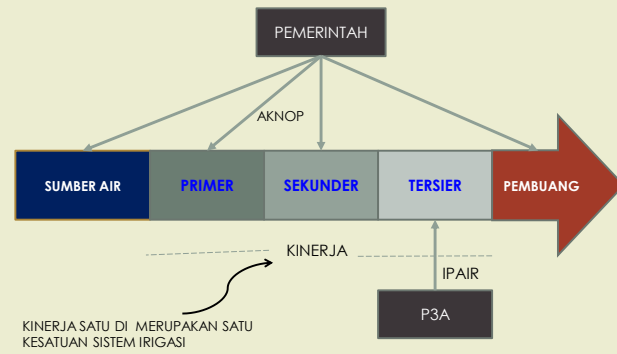 PEMERINTAH
AKNOP
SUMBER AIR
PRIMER
SEKUNDER
TERSIER
PEMBUANG
KINERJA
IPAIR
P3A
KINERJA SATU DI MERUPAKAN SATU
KESATUAN SISTEM IRIGASI